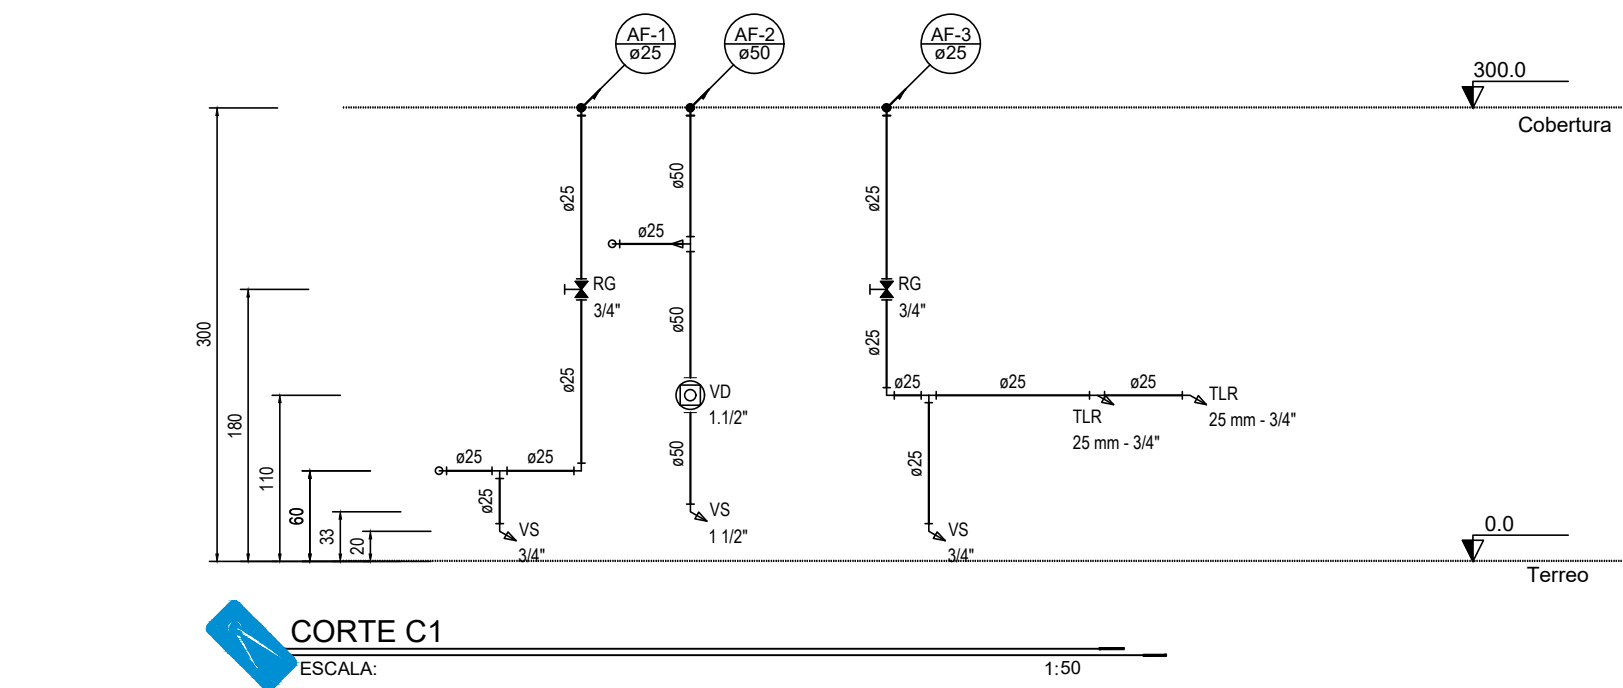 AF-1
ø25
AF-2
ø50
AF-3
ø25
300.0
Cobertura
ø25
ø50
ø25
ø25
RG
3/4"
RG
3/4"
300
ø50
ø25
ø25
ø25
ø25
ø25
VD
1.1/2"
TLR
25 mm - 3/4"
TLR
25 mm - 3/4"
180
110
ø25
ø25
ø50
ø25
ø25
60
33
20
VS
3/4"
VS
1 1/2"
VS
3/4"
0.0
Terreo
CORTE C1
ESCALA:
1:50